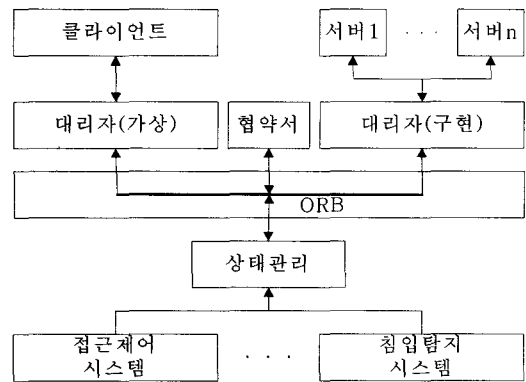 클라이언트
서버1 · · · 서버n
대리자(가상) 협약서 대리자(구현)
ORB
상태관리
접근제어 시스템 · · · 침입탐지 시스템